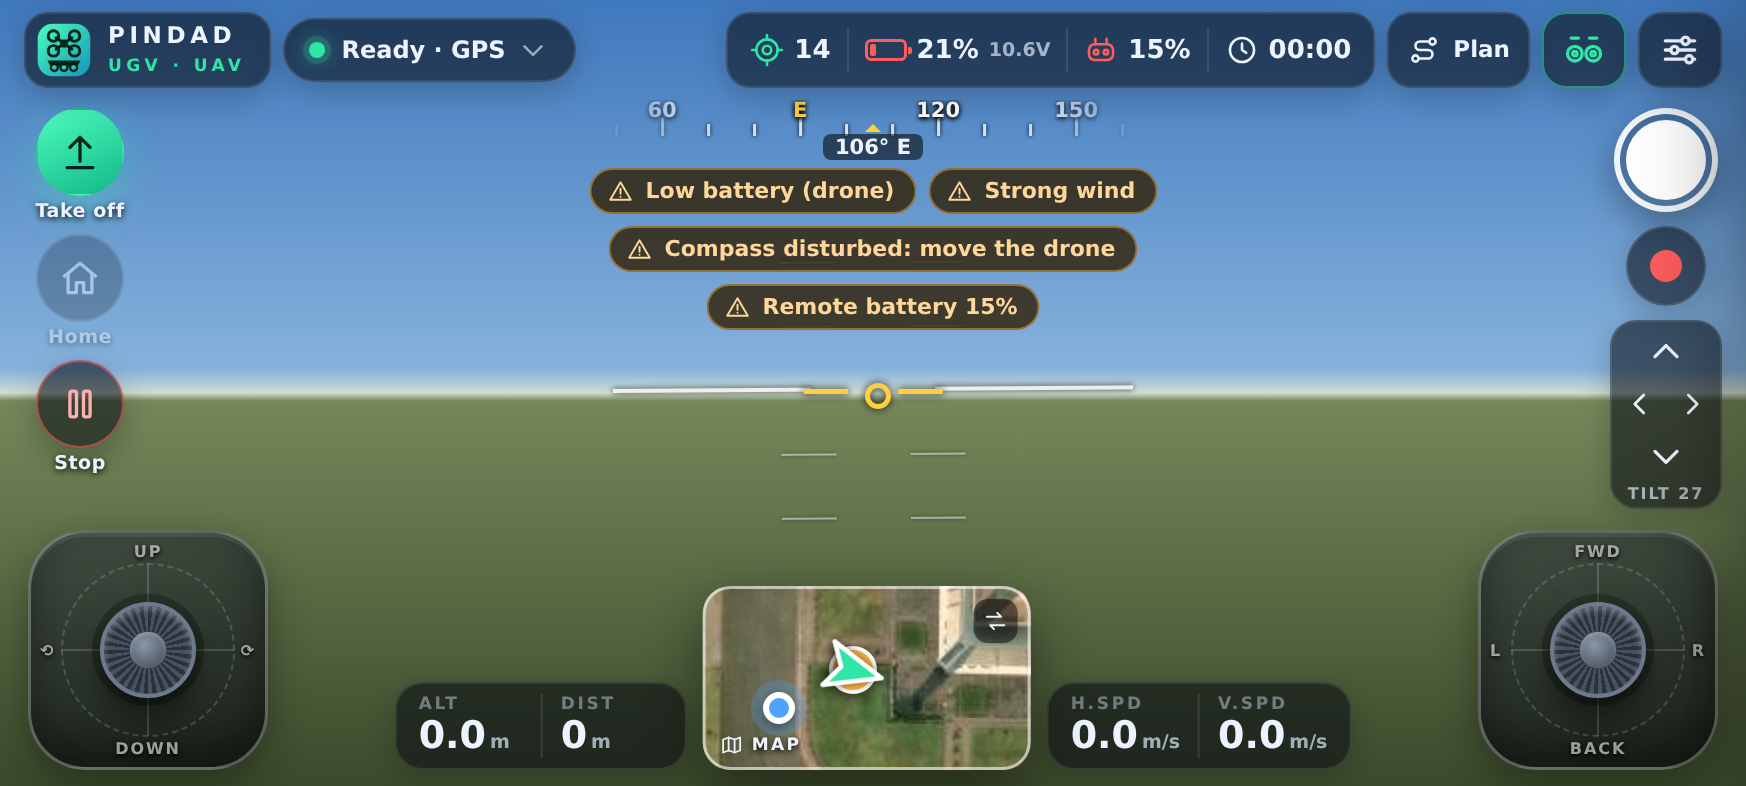 PINDAD
UGV · UAV
Ready · GPS
14
21% 10.6V
15%
00:00
Plan
60 E 120 150
106° E
Take off
Low battery (drone)
Strong wind
Compass disturbed: move the drone
Remote battery 15%
Home
Stop
TILT 27
UP
DOWN
FWD
L R
BACK
ALT
0.0 m
DIST
0 m
MAP
H.SPD
0.0 m/s
V.SPD
0.0 m/s